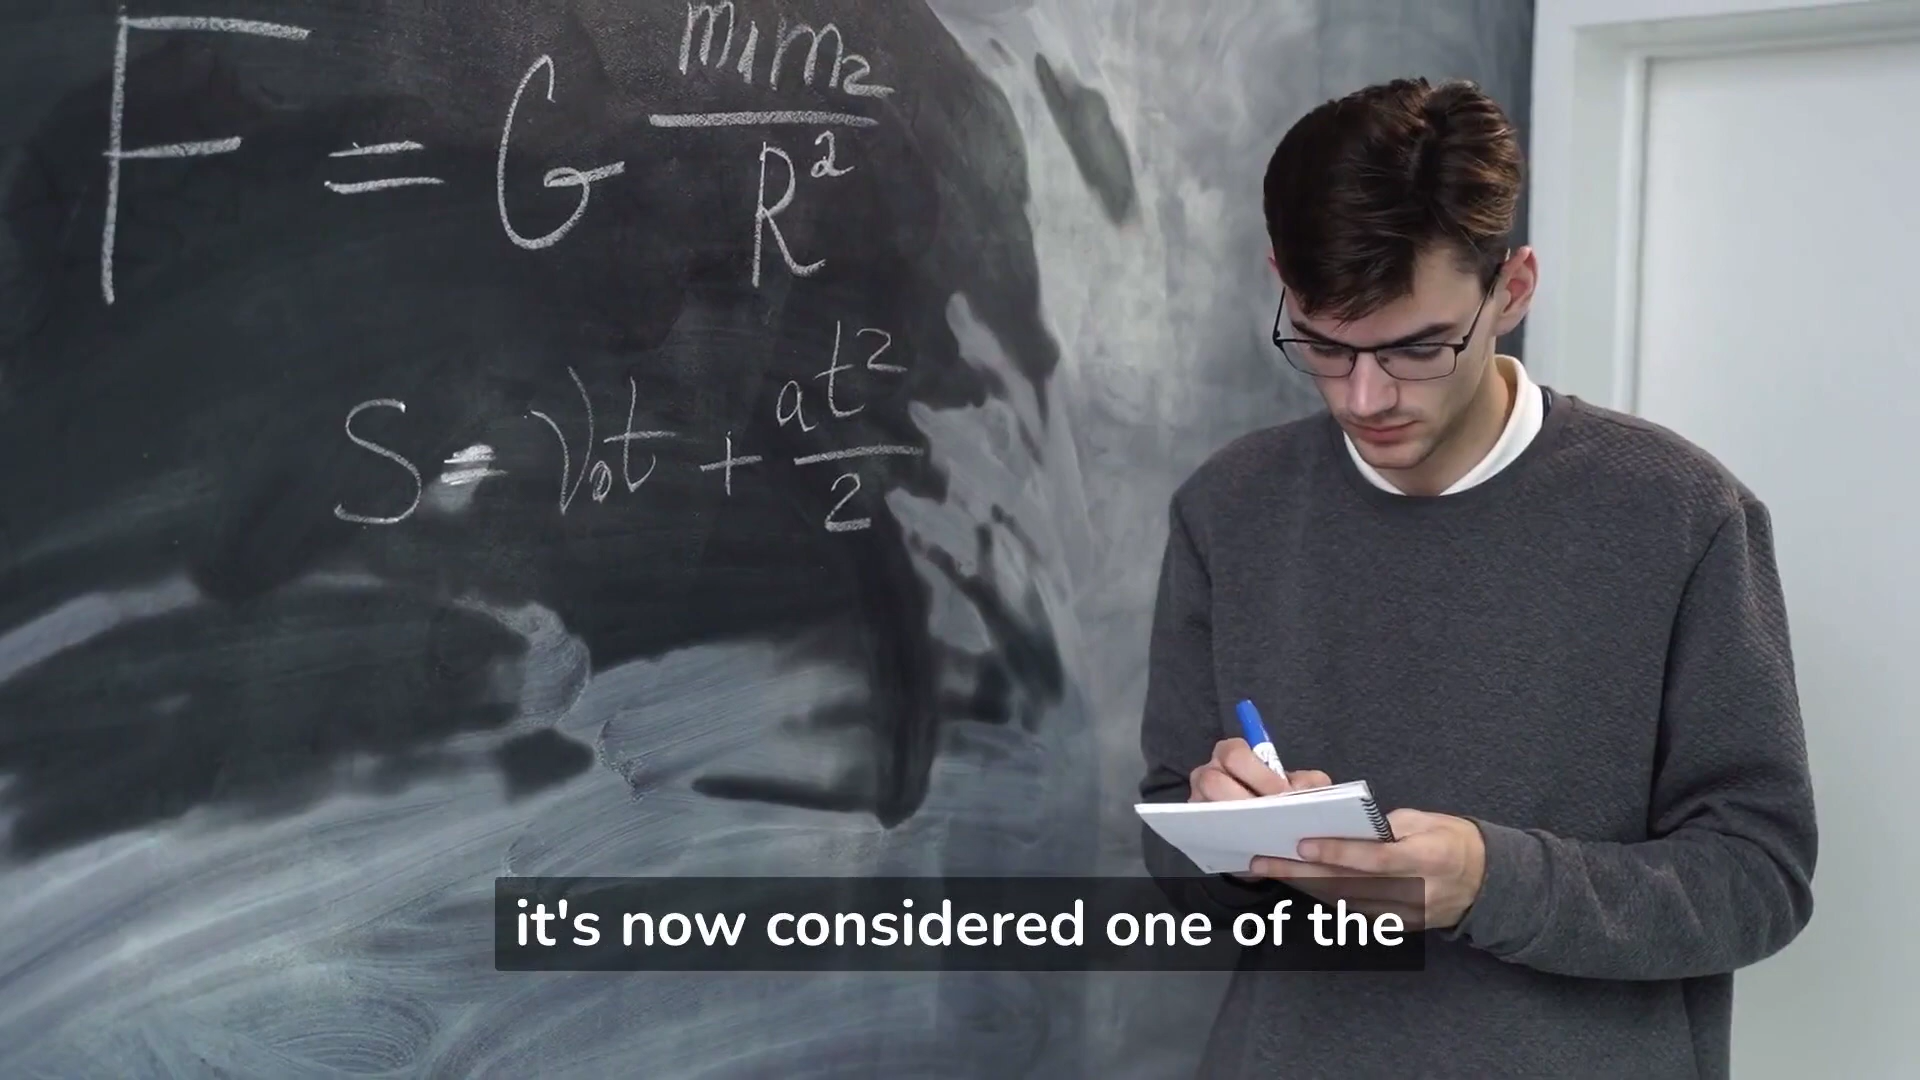 F = G m₁m₂ / R²
S = V₀t + at² / 2
it's now considered one of the